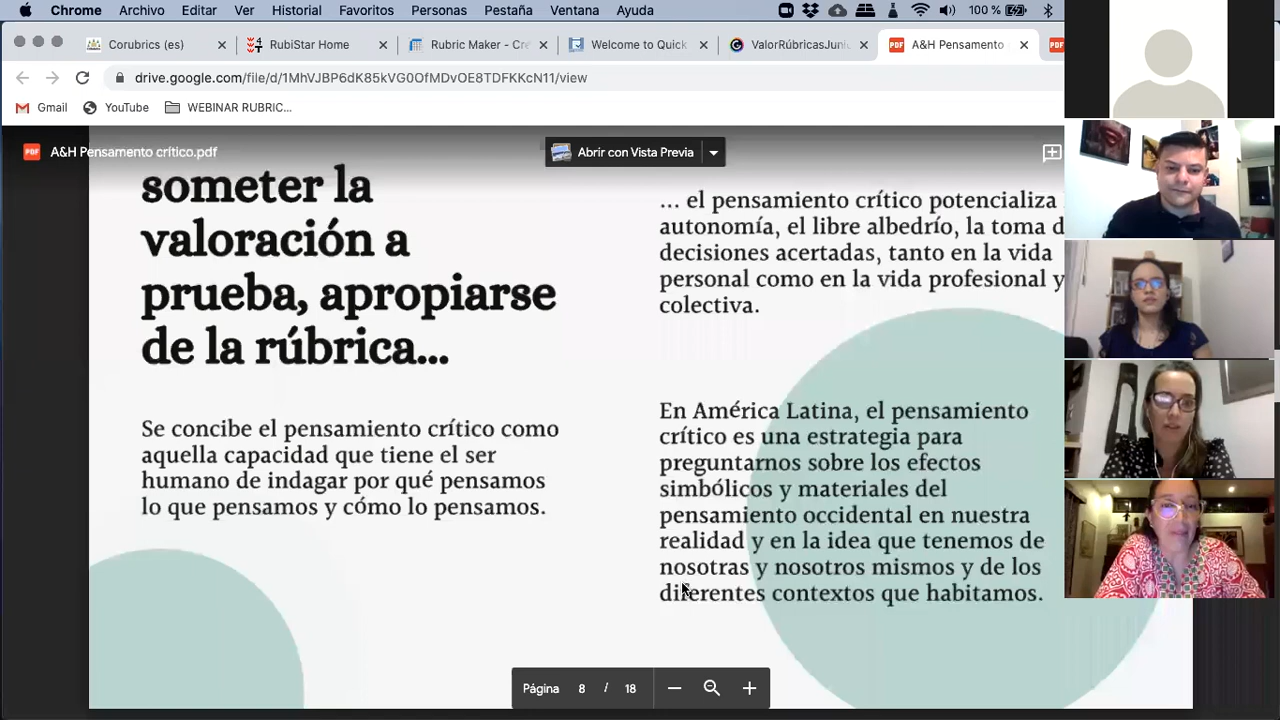 Chrome Archivo Editar Ver Historial Favoritos Personas Pestaña Ventana Ayuda 100 %
Corubrics (es) RubiStar Home Rubric Maker - Cre Welcome to Quick ValorRúbricasJuni A&H Pensamento
drive.google.com/file/d/1MhVJBP6dK85kVG0OfMDvOE8TDFKKcN11/view
Gmail YouTube WEBINAR RUBRIC...
A&H Pensamento crítico.pdf
Abrir con Vista Previa
someter la
valoración a
prueba, apropiarse
de la rúbrica...
Se concibe el pensamiento crítico como
aquella capacidad que tiene el ser
humano de indagar por qué pensamos
lo que pensamos y cómo lo pensamos.
... el pensamiento crítico potencializa
autonomía, el libre albedrío, la toma d
decisiones acertadas, tanto en la vida
personal como en la vida profesional y
colectiva.
En América Latina, el pensamiento
crítico es una estrategia para
preguntarnos sobre los efectos
simbólicos y materiales del
pensamiento occidental en nuestra
realidad y en la idea que tenemos de
nosotras y nosotros mismos y de los
diferentes contextos que habitamos.
Página 8 / 18